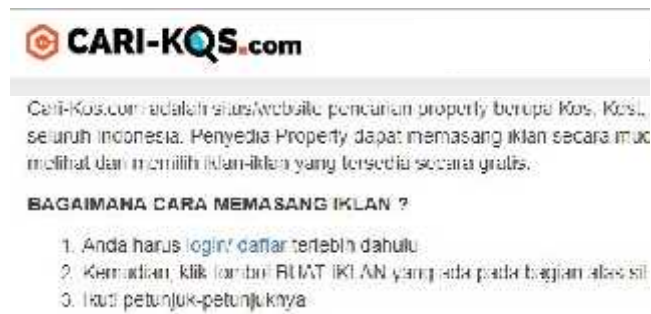 CARI-KOS.com
Cari-Kos.com adalah situs/website pencarian property berupa Kos, Kost,
seluruh Indonesia. Penyedia Property dapat memasang iklan secara mud
melihat dan memilih iklan-iklan yang tersedia secara gratis.
BAGAIMANA CARA MEMASANG IKLAN ?
1. Anda harus login/ daftar terlebih dahulu
2. Kemudian, klik tombol BUAT IKLAN yang ada pada bagian atas sit
3. Ikuti petunjuk-petunjuknya